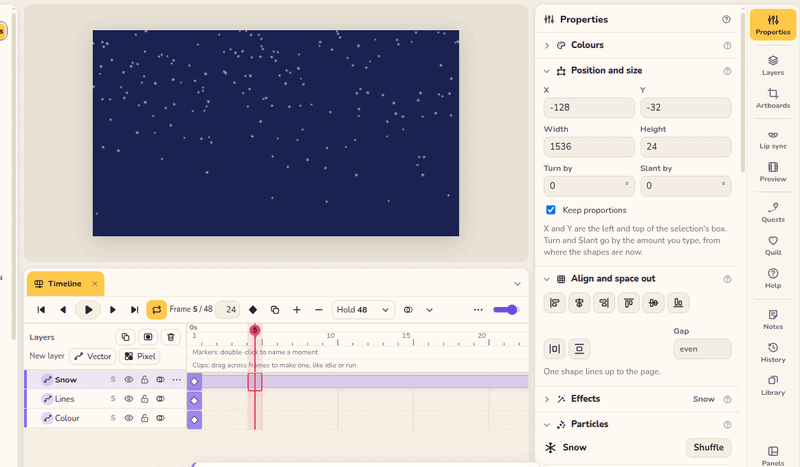 s
N
Timeline
Frame 5 / 48
24
Hold 48
Layers
New layer
Vector
Pixel
0s
1
5
10
15
20
Markers: double-click to name a moment
Clips: drag across frames to make one, like idle or run
Snow
S
Lines
S
Colour
S
Properties
Colours
Position and size
X
Y
-128
-32
Width
Height
1536
24
Turn by
Slant by
0 °
0 °
Keep proportions
X and Y are the left and top of the selection's box.
Turn and Slant go by the amount you type, from
where the shapes are now.
Align and space out
Gap
even
One shape lines up to the page.
Effects
Snow
Particles
Snow
Shuffle
Properties
Layers
Artboards
Lip sync
Preview
Quests
Quill
Help
Notes
History
Library
Panels